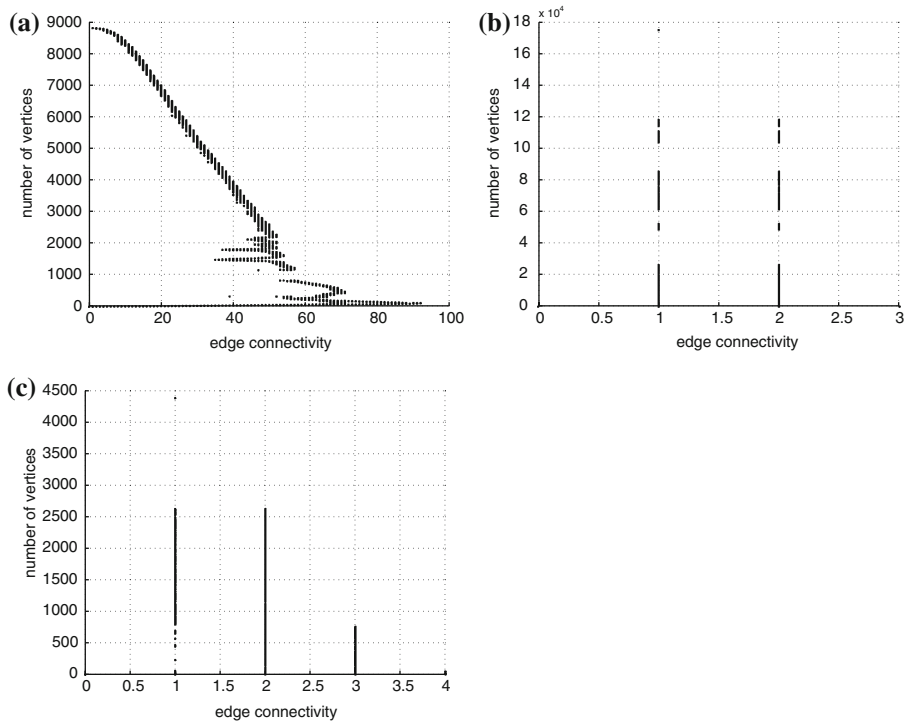 (a)
9000
8000
7000
6000
5000
4000
3000
2000
1000
0
number of vertices
0 20 40 60 80 100
edge connectivity
(b)
x 10^4
18
16
14
12
10
8
6
4
2
0
number of vertices
0 0.5 1 1.5 2 2.5 3
edge connectivity
(c)
4500
4000
3500
3000
2500
2000
1500
1000
500
0
number of vertices
0 0.5 1 1.5 2 2.5 3 3.5 4
edge connectivity